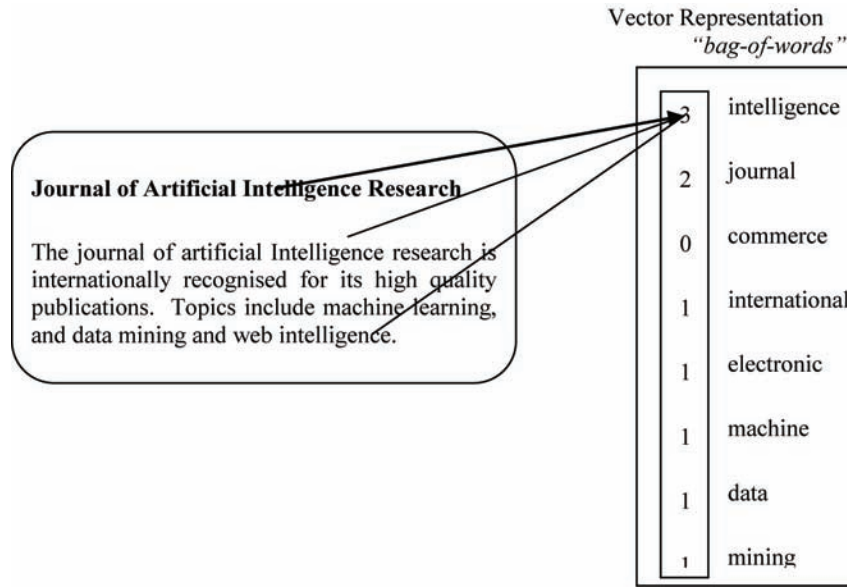 Vector Representation
"bag-of-words"
Journal of Artificial Intelligence Research
The journal of artificial Intelligence research is
internationally recognised for its high quality
publications. Topics include machine learning,
and data mining and web intelligence.
3 intelligence
2 journal
0 commerce
1 international
1 electronic
1 machine
1 data
1 mining